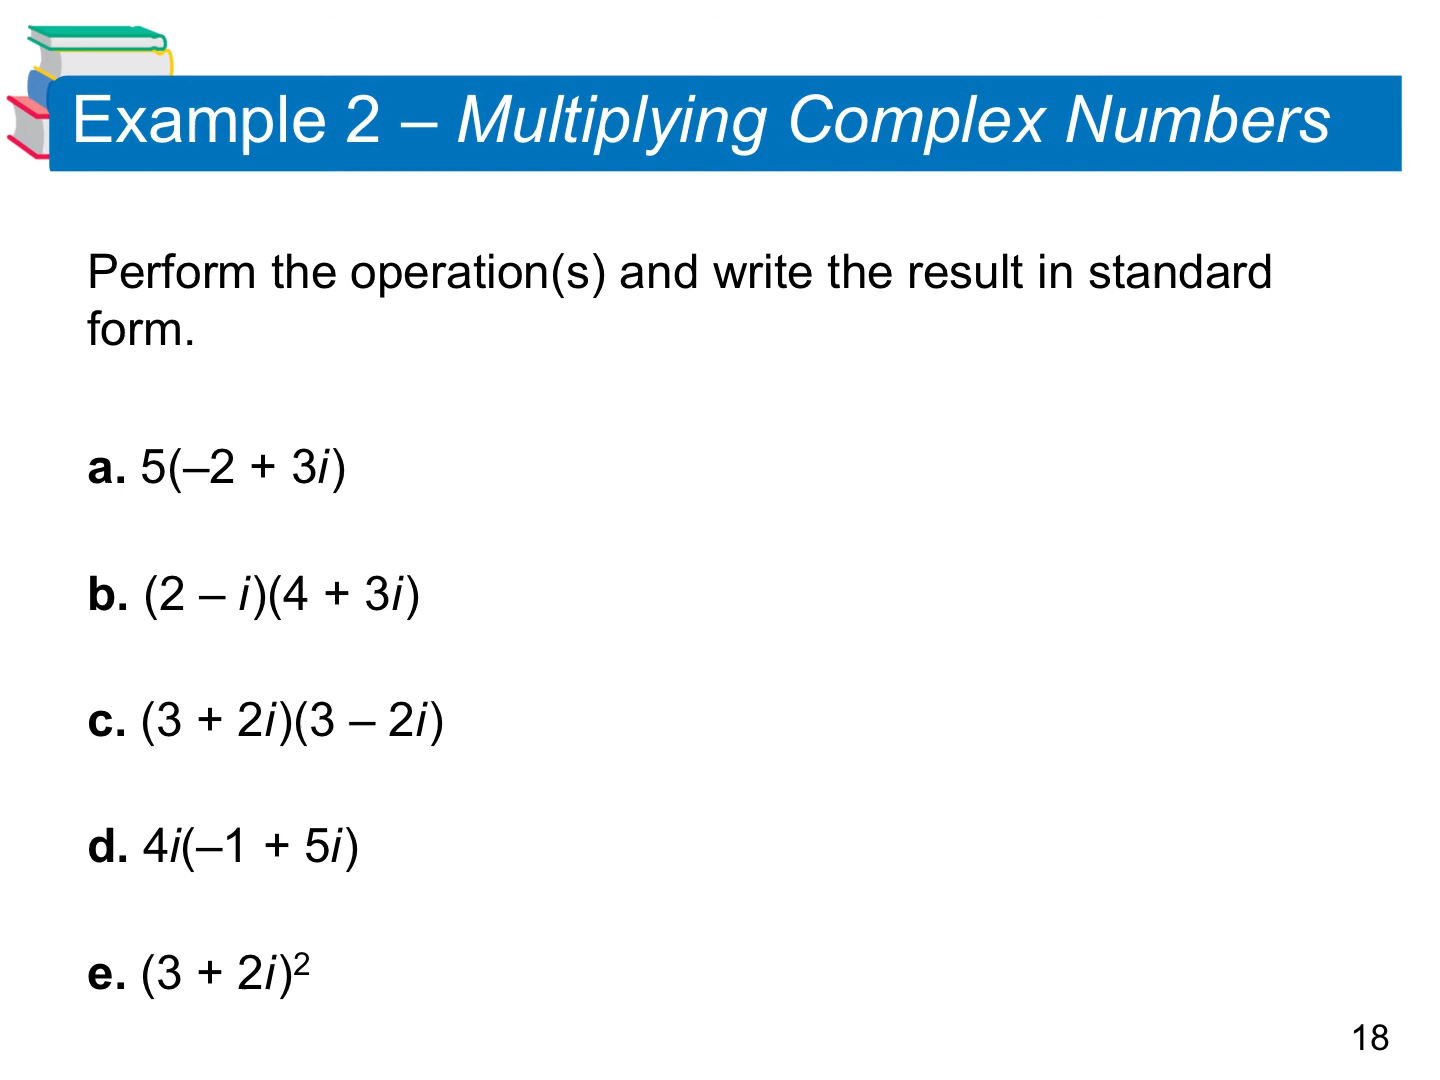 Example 2 – Multiplying Complex Numbers
Perform the operation(s) and write the result in standard
form.
a. 5(–2 + 3i)
b. (2 – i)(4 + 3i)
c. (3 + 2i)(3 – 2i)
d. 4i(–1 + 5i)
e. (3 + 2i)²
18